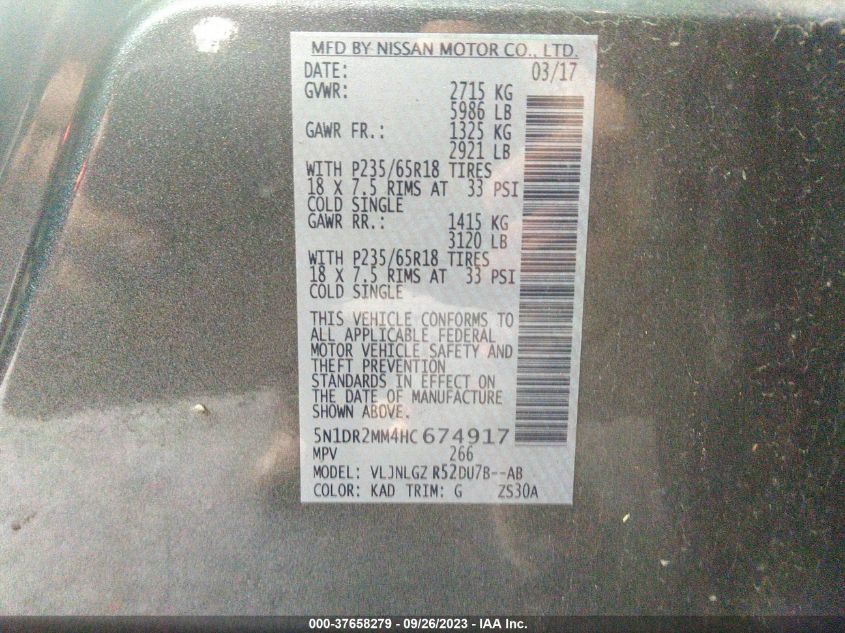 MFD BY NISSAN MOTOR CO., LTD.
DATE: 03/17
GVWR: 2715 KG
5986 LB
GAWR FR.: 1325 KG
2921 LB
WITH P235/65R18 TIRES
18 X 7.5 RIMS AT 33 PSI
COLD SINGLE
GAWR RR.: 1415 KG
3120 LB
WITH P235/65R18 TIRES
18 X 7.5 RIMS AT 33 PSI
COLD SINGLE
THIS VEHICLE CONFORMS TO
ALL APPLICABLE FEDERAL
MOTOR VEHICLE SAFETY AND
THEFT PREVENTION
STANDARDS IN EFFECT ON
THE DATE OF MANUFACTURE
SHOWN ABOVE.
5N1DR2MM4HC674917
MPV 266
MODEL: VLJNLGZ R52DU7B--AB
COLOR: KAD TRIM: G ZS30A
000-37658279 - 09/26/2023 - IAA Inc.